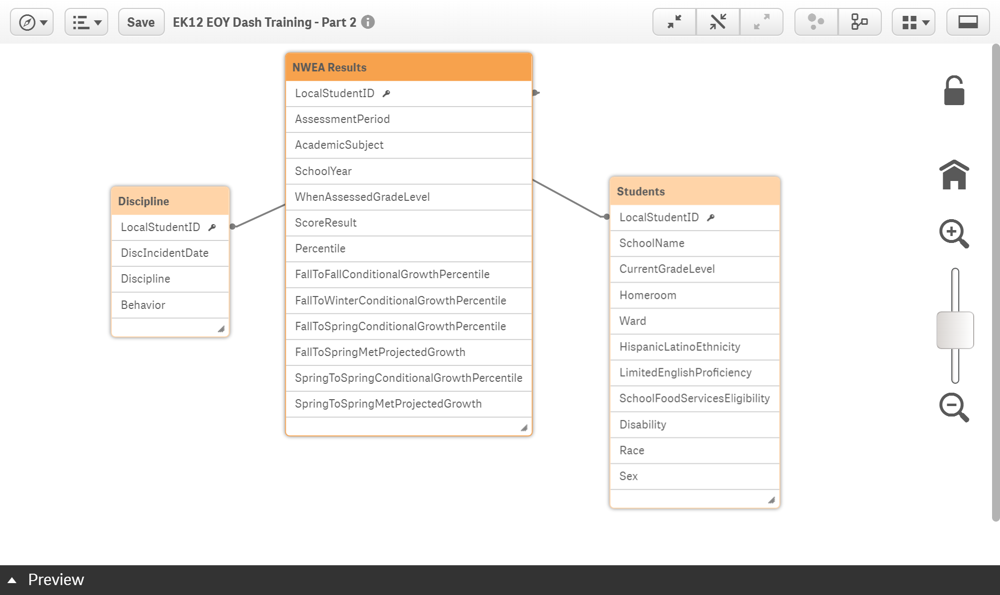 Save EK12 EOY Dash Training - Part 2
NWEA Results
LocalStudentID
AssessmentPeriod
AcademicSubject
SchoolYear
WhenAssessedGradeLevel
ScoreResult
Percentile
FallToFallConditionalGrowthPercentile
FallToWinterConditionalGrowthPercentile
FallToSpringConditionalGrowthPercentile
FallToSpringMetProjectedGrowth
SpringToSpringConditionalGrowthPercentile
SpringToSpringMetProjectedGrowth
Discipline
LocalStudentID
DiscIncidentDate
Discipline
Behavior
Students
LocalStudentID
SchoolName
CurrentGradeLevel
Homeroom
Ward
HispanicLatinoEthnicity
LimitedEnglishProficiency
SchoolFoodServicesEligibility
Disability
Race
Sex
Preview